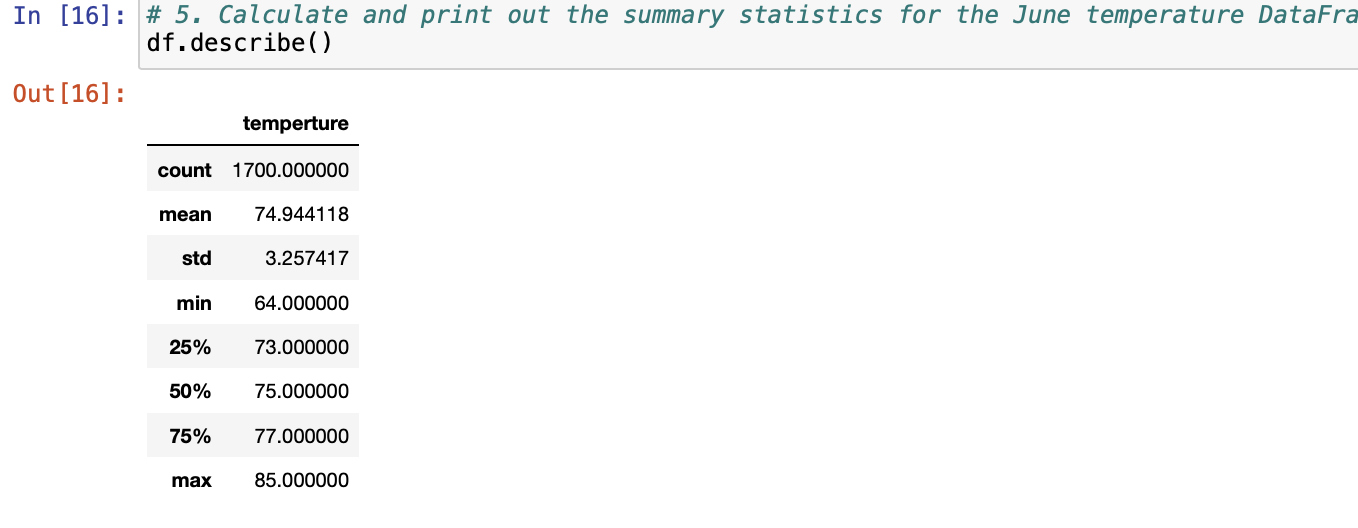 In [16]: # 5. Calculate and print out the summary statistics for the June temperature DataFra
df.describe()
Out[16]:
temperture
count 1700.000000
mean 74.944118
std 3.257417
min 64.000000
25% 73.000000
50% 75.000000
75% 77.000000
max 85.000000